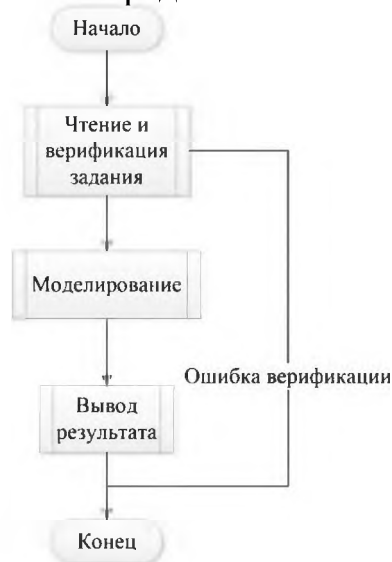 Начало
Чтение и
верификация
задания
Моделирование
Ошибка верификации
Вывод
результата
Конец